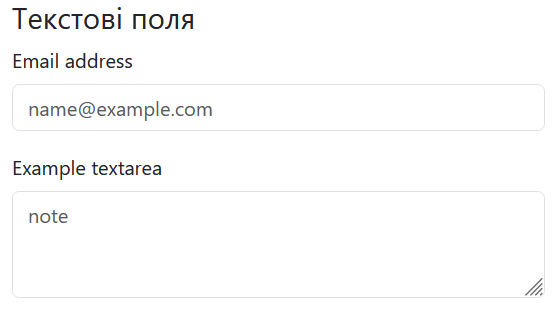 Текстові поля
Email address
name@example.com
Example textarea
note